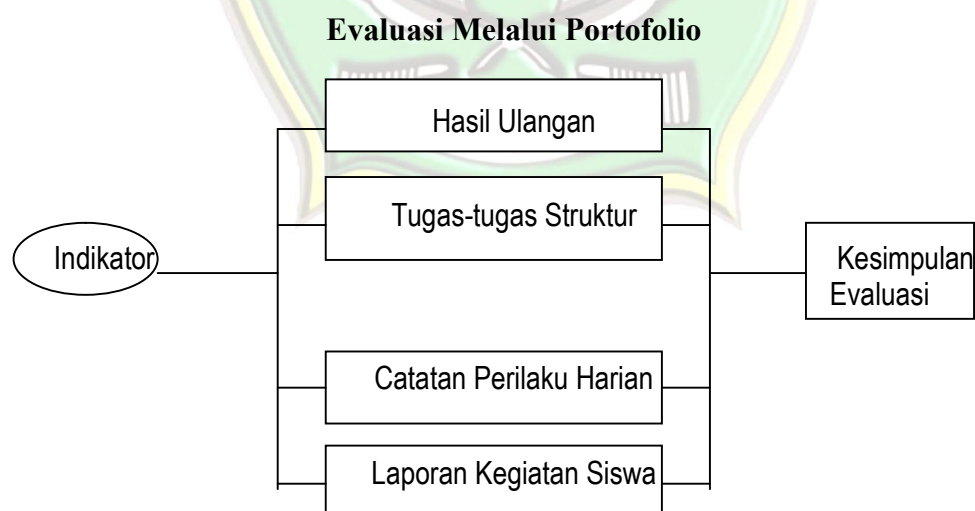 Evaluasi Melalui Portofolio
Hasil Ulangan
Tugas-tugas Struktur
Indikator
Kesimpulan
Evaluasi
Catatan Perilaku Harian
Laporan Kegiatan Siswa